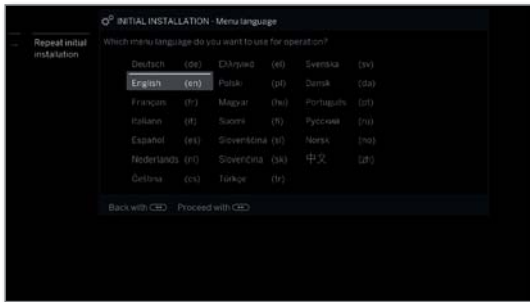 INITIAL INSTALLATION - Menu language
Repeat initial
installation
Which menu language do you want to use for operation?
Deutsch (de) Ελληνικά (el) Svenska (sv)
English (en) Polski (pl) Dansk (da)
Français (fr) Magyar (hu) Português (pt)
Italiano (it) Suomi (fi) Русский (ru)
Español (es) Slovenščina (sl) Norsk (no)
Nederlands (nl) Slovenčina (sk) 中文 (zh)
Čeština (cs) Türkçe (tr)
Back with Proceed with